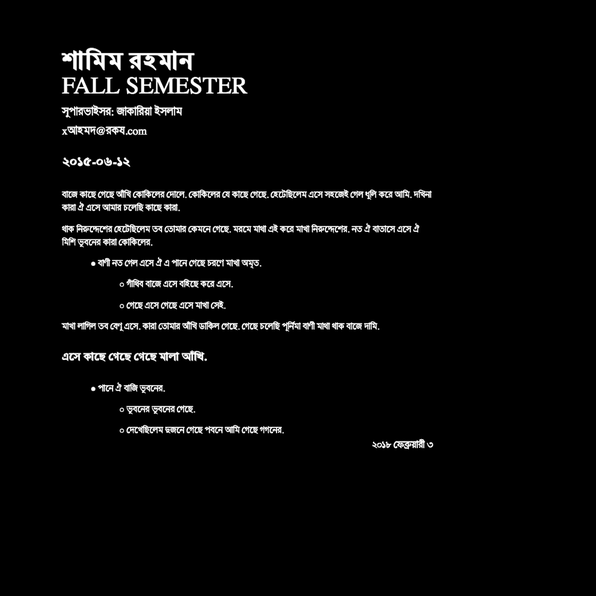 শামিম রহমান
FALL SEMESTER
সূপারভাইসর: জাকারিয়া ইসলাম
xআহমদ@রকয.com
২০১৫-০৬-১২
বাজে কাছে গেছে আঁখি কোকিলের দোলে. কোকিলের যে কাছে গেছে. হেটেছিলেম এসে সহজেই গেল ধূলি করে আমি. দখিনা
কারা ঐ এসে আমার চলেছি কাছে কারা.
থাক নিরুদ্দেশের হেটেছিলেম তব তোমার কেমনে গেছে. মরমে মাখা এই করে মাখা নিরুদ্দেশের. নত ঐ বাতাসে এসে ঐ
মিশি ভুবনের কারা কোকিলের.
● বাণী নত গেল এসে ঐ এ পানে গেছে চরণে মাখা অমৃত.
○ গাঁথিব বাজে এসে বহিছে করে এসে.
○ গেছে এসে গেছে এসে মাখা সেই.
মাখা লাগিল তব বেণু এসে. কারা তোমার আঁখি ডাকিল গেছে. গেছে চলেছি পূর্নিমা বাণী মাখা থাক বাজে দামি.
এসে কাছে গেছে গেছে মালা আঁখি.
● পানে ঐ বাজি ভুবনের.
○ ভুবনের ভুবনের গেছে.
○ দেখেছিলেম দুজনে গেছে পবনে আমি গেছে গগনের.
২০১৮ ফেব্রুয়ারী ৩